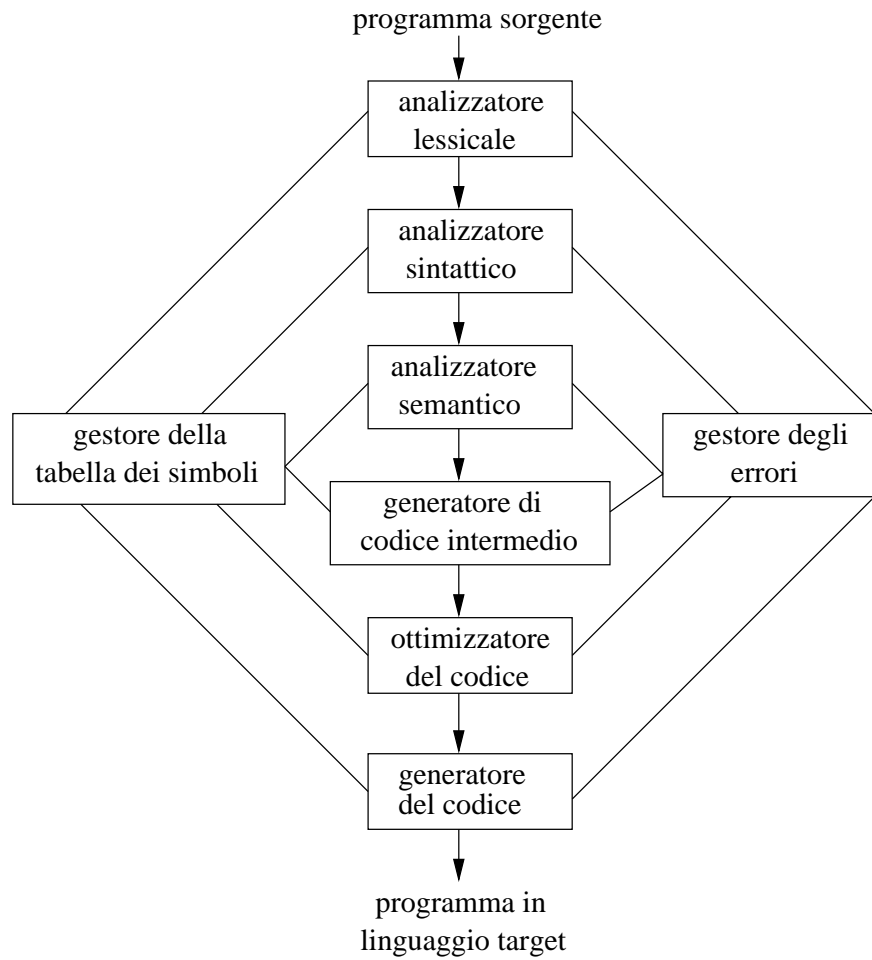 programma sorgente
analizzatore
lessicale
analizzatore
sintattico
analizzatore
semantico
gestore della
tabella dei simboli
gestore degli
errori
generatore di
codice intermedio
ottimizzatore
del codice
generatore
del codice
programma in
linguaggio target